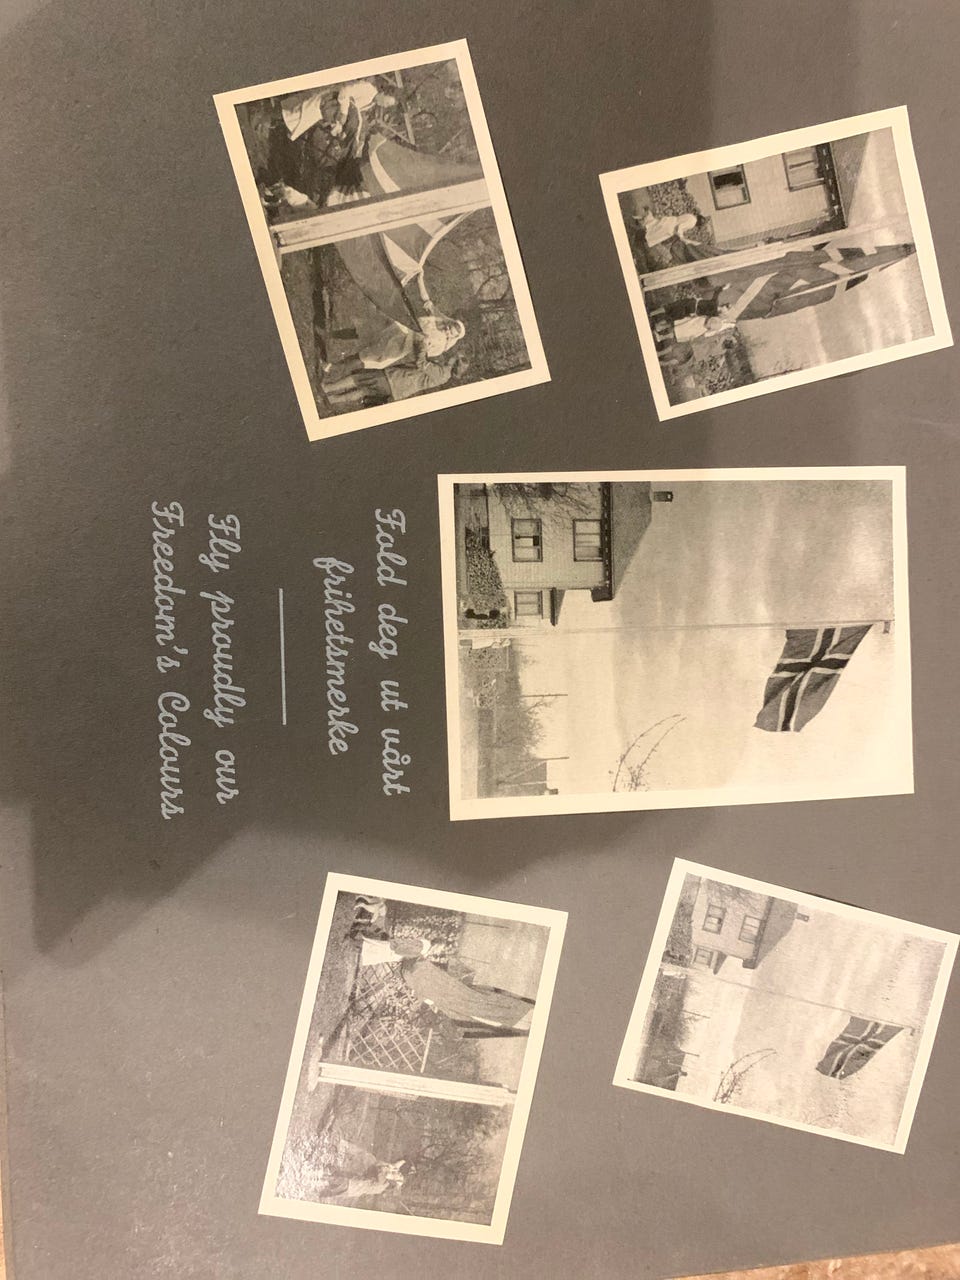 Fold deg ut vårt
frihetsmerke
Fly proudly our
Freedom's Colours